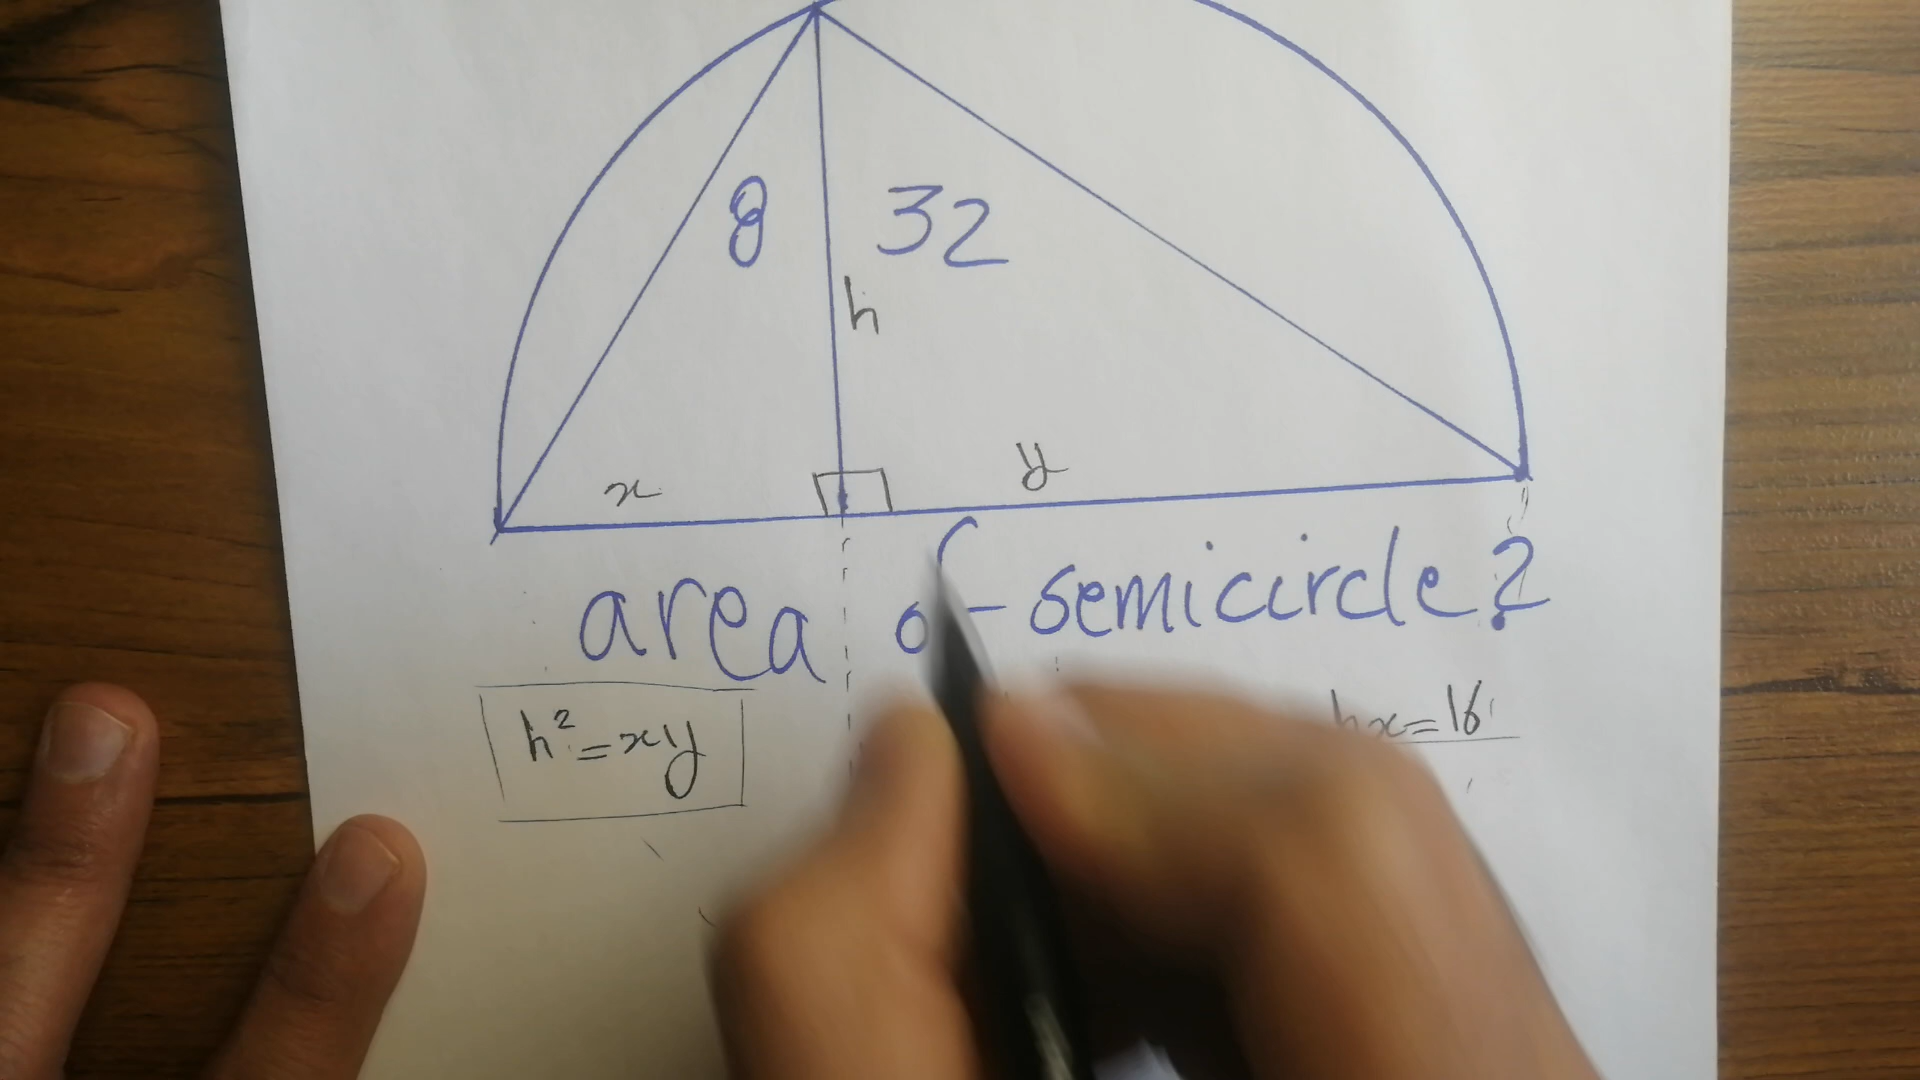 8 32
h
x y
area of semicircle?
h²=xy hx=16